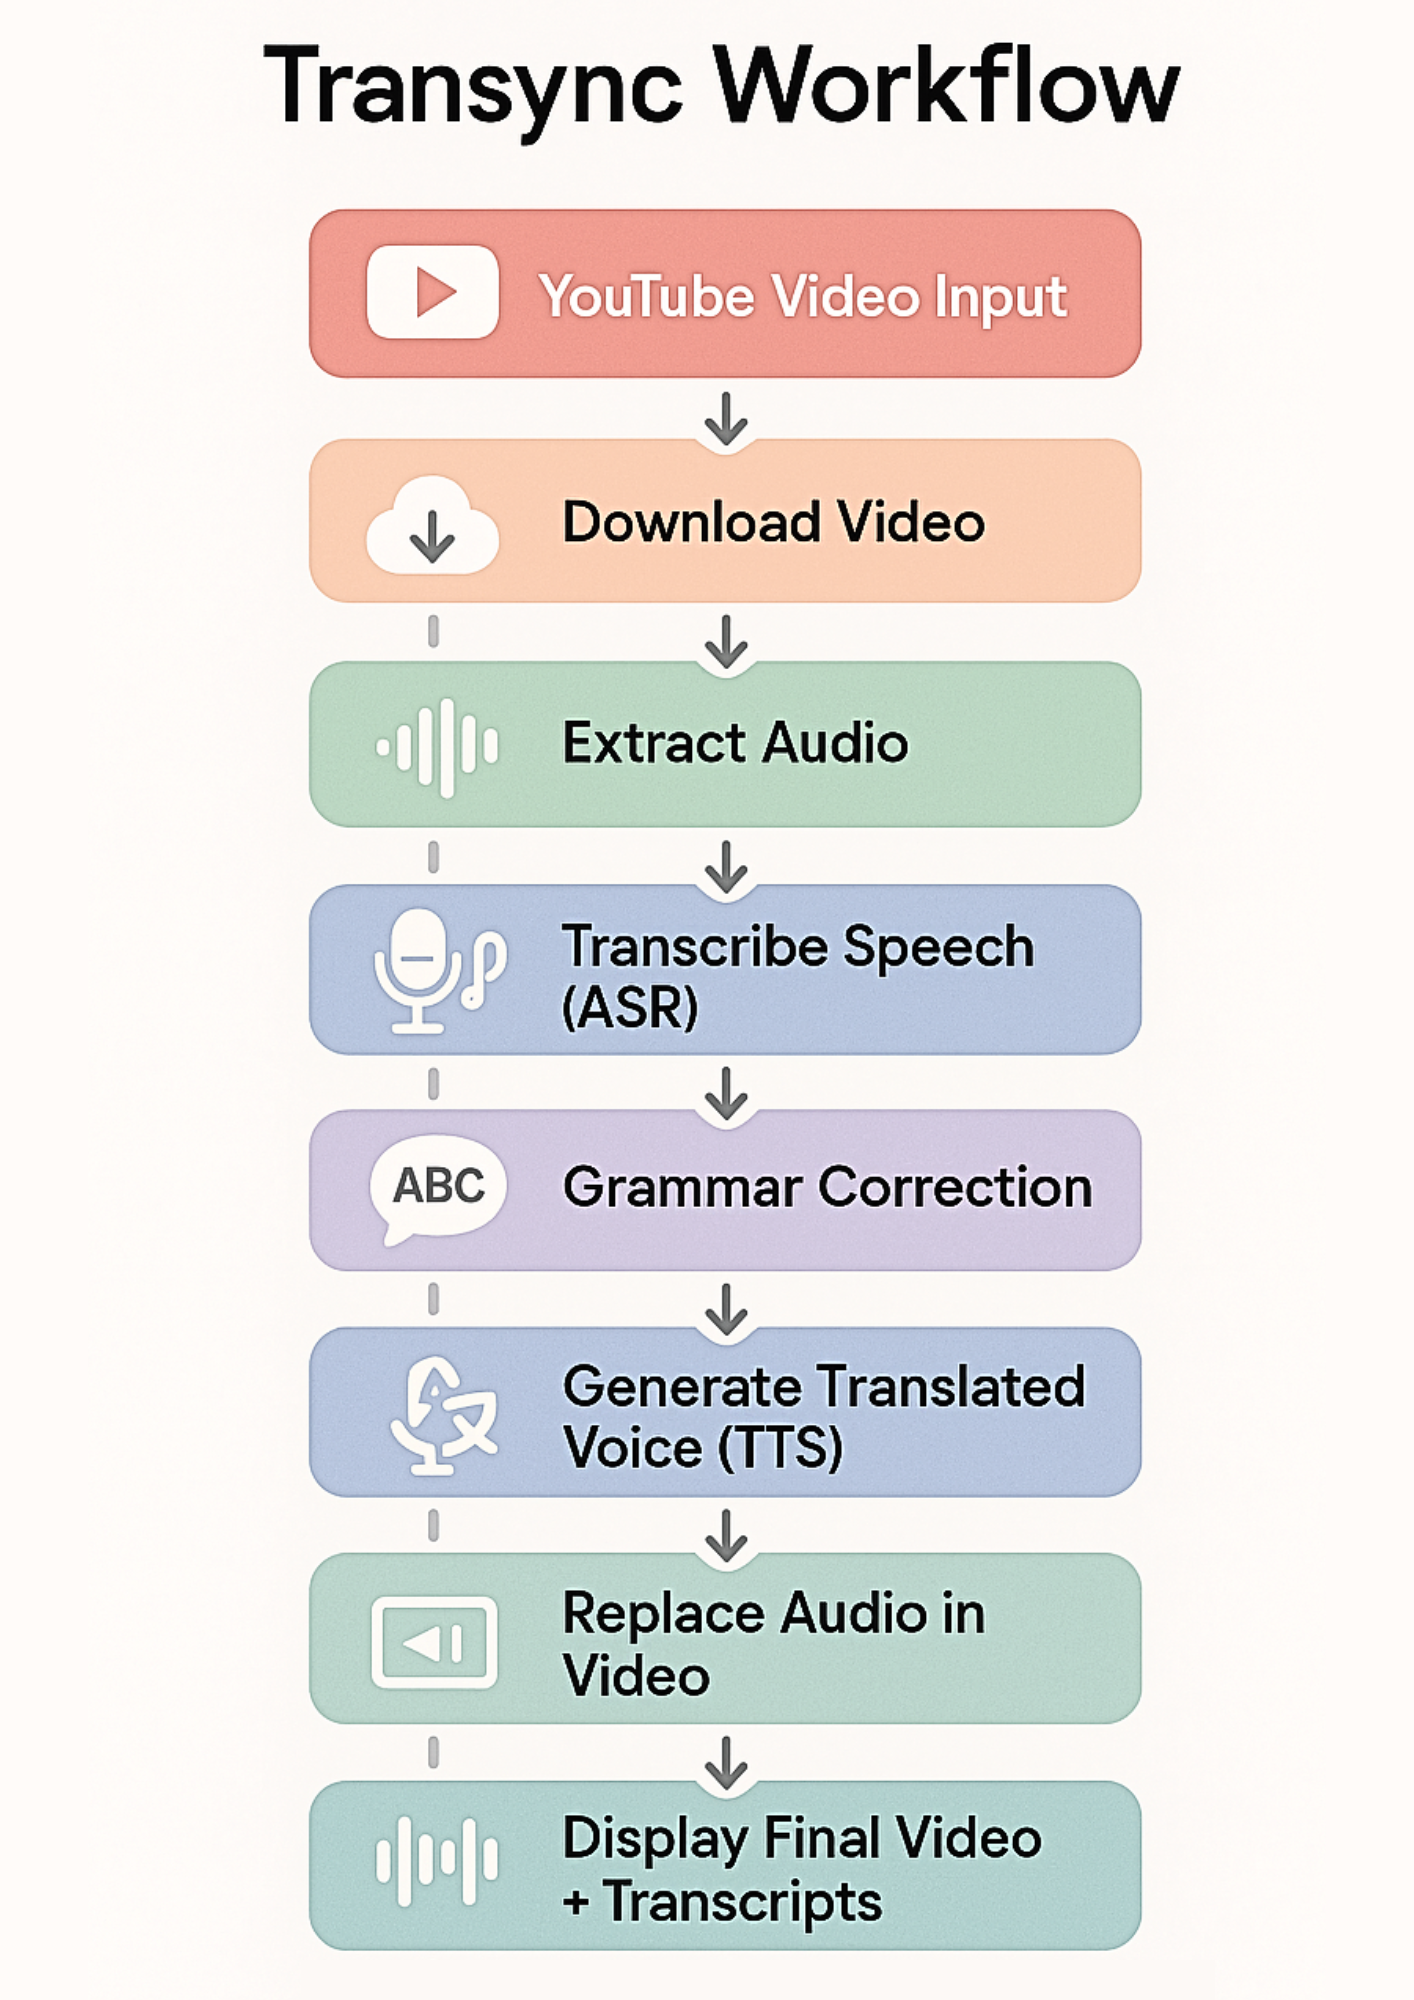 Transync Workflow
YouTube Video Input
Download Video
Extract Audio
Transcribe Speech
(ASR)
ABC
Grammar Correction
Generate Translated
Voice (TTS)
Replace Audio in
Video
Display Final Video
+ Transcripts